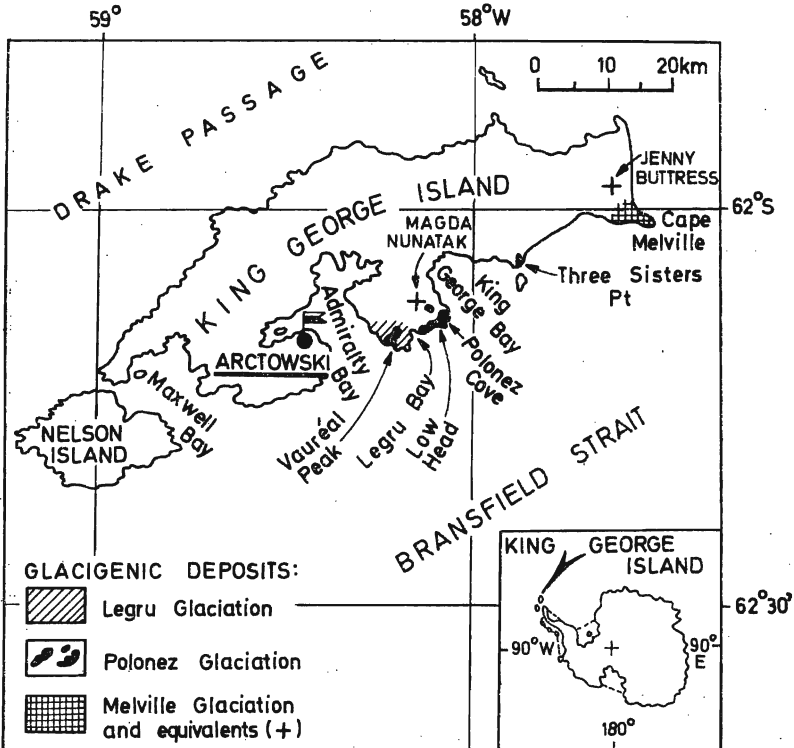 59°
58°W
0 10 20km
DRAKE PASSAGE
JENNY
BUTTRESS
KING GEORGE ISLAND
62°S
MAGDA
NUNATAK
Cape
Melville
King
George Bay
Three Sisters
Pt
Admiralty
Bay
ARCTOWSKI
Polonez
Cove
Maxwell
Bay
Vauréal
Peak
Legru Bay
Low
Head
NELSON
ISLAND
BRANSFIELD STRAIT
GLACIGENIC DEPOSITS:
Legru Glaciation
Polonez Glaciation
Melville Glaciation
and equivalents (+)
KING GEORGE
ISLAND
62°30'
90°W
90°
E
180°